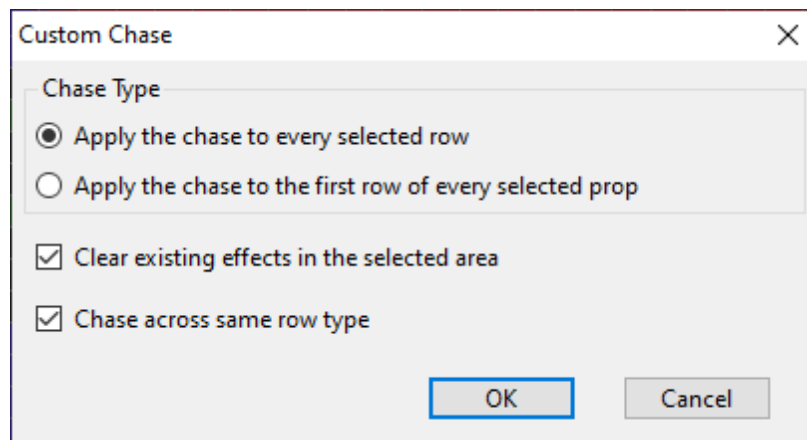 Custom Chase
Chase Type
Apply the chase to every selected row
Apply the chase to the first row of every selected prop
Clear existing effects in the selected area
Chase across same row type
OK
Cancel